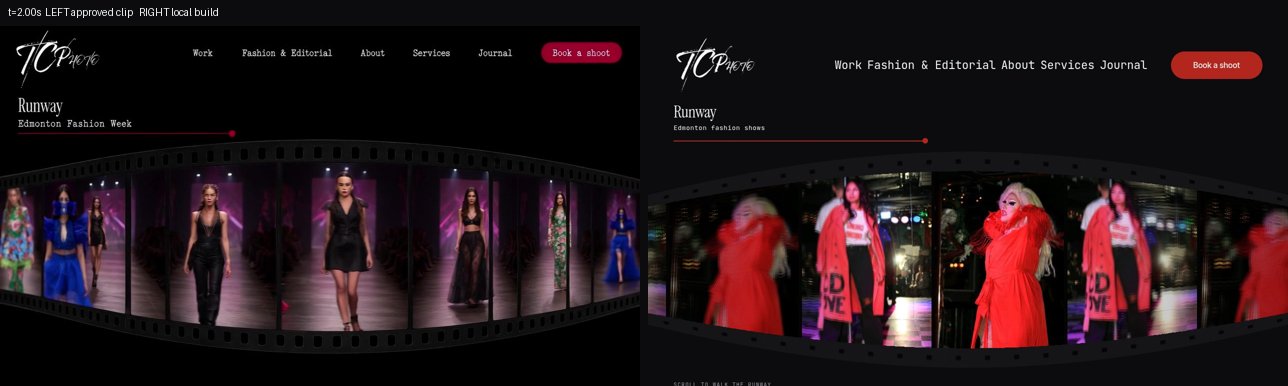 t=2.00s LEFT approved clip RIGHT local build
TCPHOTO
Work Fashion & Editorial About Services Journal Book a shoot
Runway
Edmonton Fashion Week
TCPHOTO
Work Fashion & Editorial About Services Journal Book a shoot
Runway
Edmonton fashion shows
SCROLL TO WALK THE RUNWAY